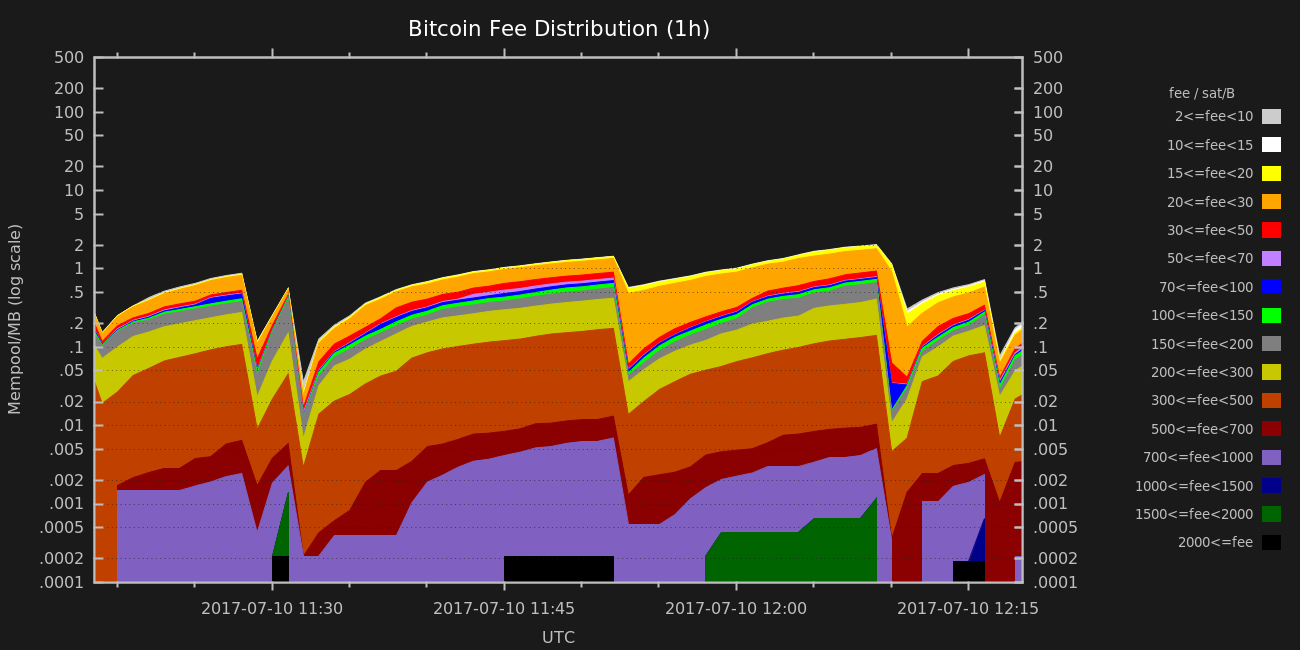 Bitcoin Fee Distribution (1h)
Mempool/MB (log scale)
500
200
100
50
20
10
5
2
1
.5
.2
.1
.05
.02
.01
.005
.002
.001
.0005
.0002
.0001
500
200
100
50
20
10
5
2
1
.5
.2
.1
.05
.02
.01
.005
.002
.001
.0005
.0002
.0001
2017-07-10 11:30
2017-07-10 11:45
2017-07-10 12:00
2017-07-10 12:15
UTC
fee / sat/B
2<=fee<10
10<=fee<15
15<=fee<20
20<=fee<30
30<=fee<50
50<=fee<70
70<=fee<100
100<=fee<150
150<=fee<200
200<=fee<300
300<=fee<500
500<=fee<700
700<=fee<1000
1000<=fee<1500
1500<=fee<2000
2000<=fee